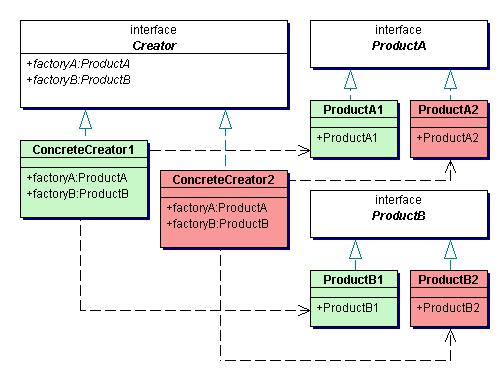 interface
Creator
+factoryA:ProductA
+factoryB:ProductB
interface
ProductA
ConcreteCreator1
+factoryA:ProductA
+factoryB:ProductB
ProductA1
+ProductA1
ProductA2
+ProductA2
ConcreteCreator2
+factoryA:ProductA
+factoryB:ProductB
interface
ProductB
ProductB1
+ProductB1
ProductB2
+ProductB2